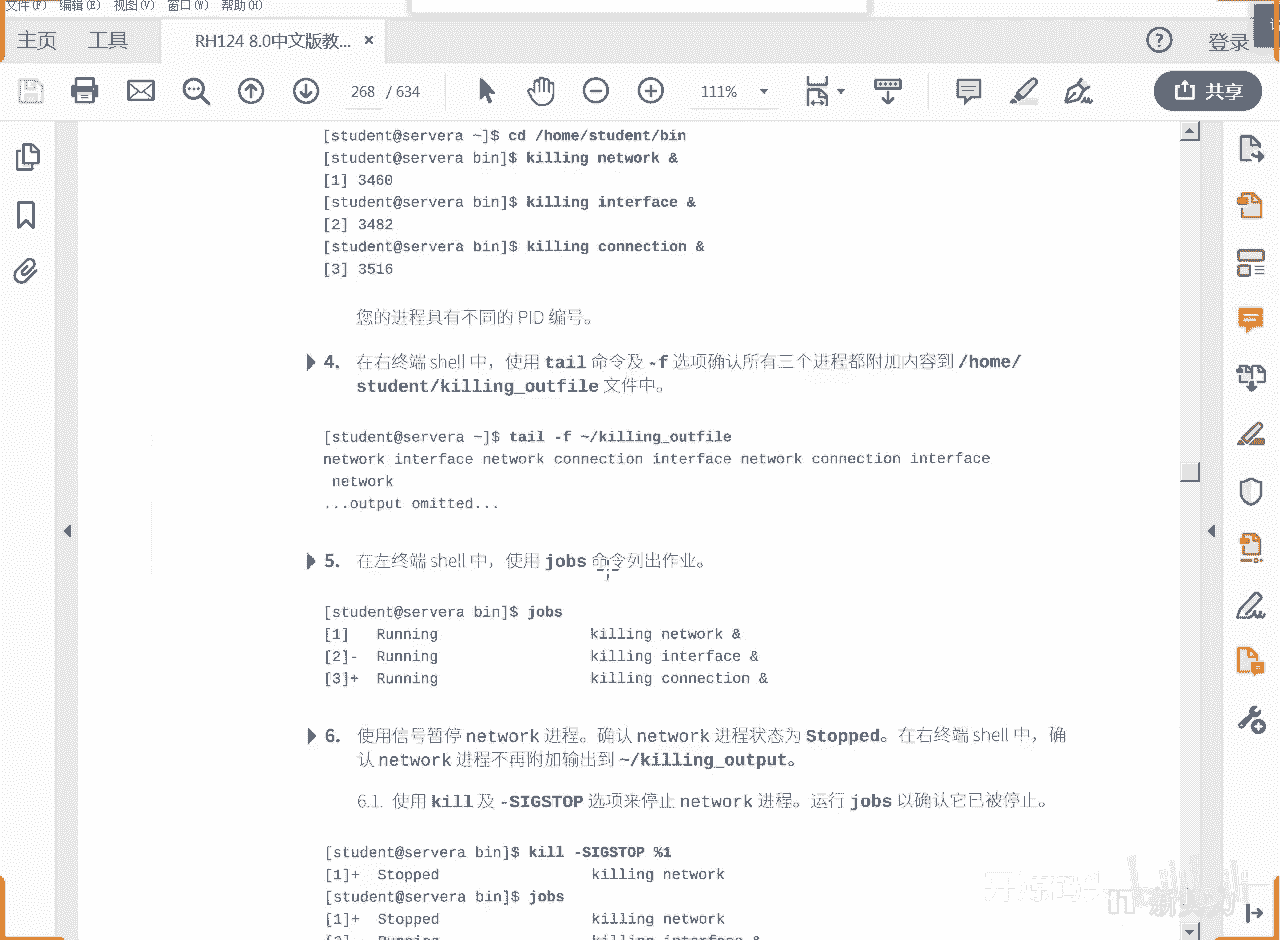 文件(F) 编辑(E) 视图(V) 窗口(W) 帮助(H)
主页 工具 RH124 8.0中文版教... × 登录
268 / 634 111% 共享
[student@servera ~]$ cd /home/student/bin
[student@servera bin]$ killing network &
[1] 3460
[student@servera bin]$ killing interface &
[2] 3482
[student@servera bin]$ killing connection &
[3] 3516
您的进程具有不同的 PID 编号。
4. 在右终端 shell 中，使用 tail 命令及 -f 选项确认所有三个进程都附加内容到 /home/
student/killing_outfile 文件中。
[student@servera ~]$ tail -f ~/killing_outfile
network interface network connection interface network connection interface
network
...output omitted...
5. 在左终端 shell 中，使用 jobs 命令列出作业。
[student@servera bin]$ jobs
[1] Running killing network &
[2]- Running killing interface &
[3]+ Running killing connection &
6. 使用信号暂停 network 进程。确认 network 进程状态为 Stopped。在右终端 shell 中，确
认 network 进程不再附加输出到 ~/killing_output。
6.1. 使用 kill 及 -SIGSTOP 选项来停止 network 进程。运行 jobs 以确认它已被停止。
[student@servera bin]$ kill -SIGSTOP %1
[1]+ Stopped killing network
[student@servera bin]$ jobs
[1]+ Stopped killing network
[2]- Running killing interface &